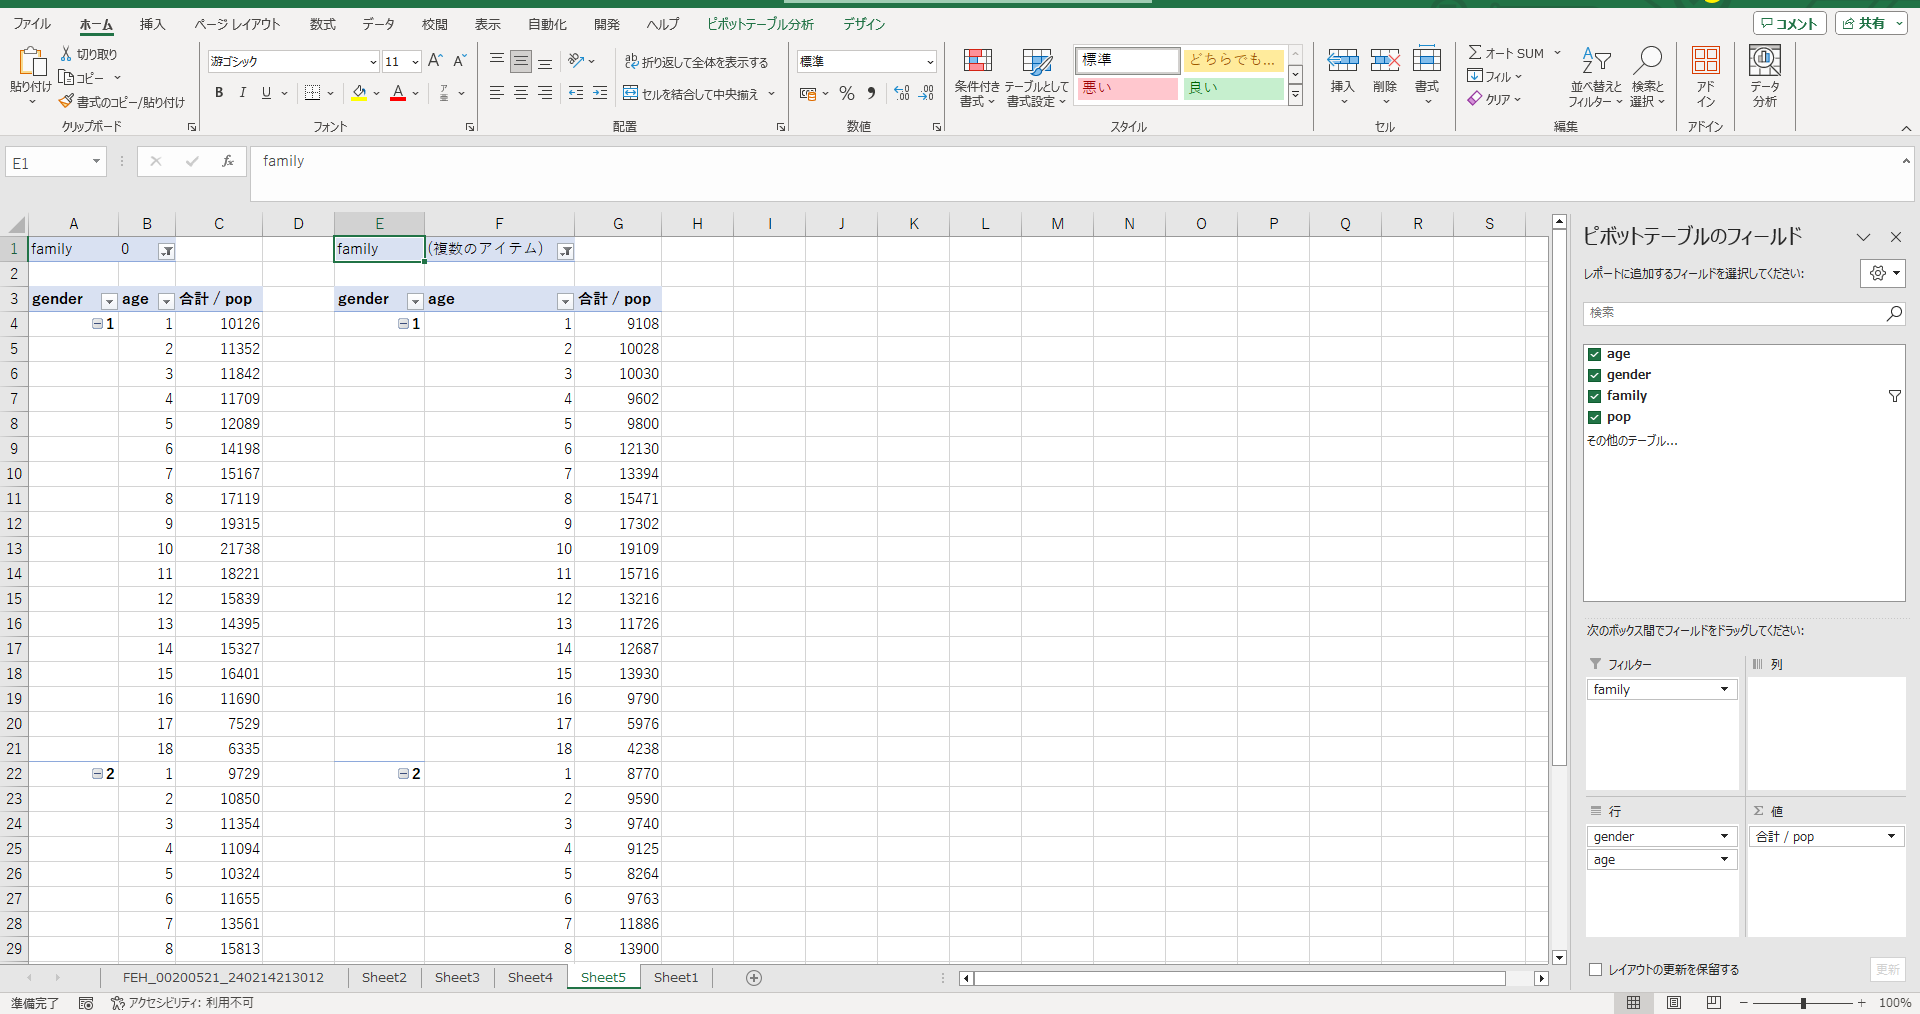 ファイル ホーム 挿入 ページ レイアウト 数式 データ 校閲 表示 自動化 開発 ヘルプ ピボットテーブル分析 デザイン コメント 共有
貼り付け 切り取り コピー 書式のコピー/貼り付け クリップボード
游ゴシック 11 A A B I U A フォント
ab 折り返して全体を表示する セルを結合して中央揃え 配置
標準 % 数値
条件付き書式 テーブルとして書式設定 標準 どちらでも... 悪い 良い スタイル
挿入 削除 書式 セル
Σ オート SUM フィル クリア 並べ替えとフィルター 検索と選択 編集
アドイン アドイン
データ分析
E1 fx family
A B C D E F G H I J K L M N O P Q R S
1 family 0 family (複数のアイテム)
2
3 gender age 合計 / pop gender age 合計 / pop
4 1 1 10126 1 1 9108
5 2 11352 2 10028
6 3 11842 3 10030
7 4 11709 4 9602
8 5 12089 5 9800
9 6 14198 6 12130
10 7 15167 7 13394
11 8 17119 8 15471
12 9 19315 9 17302
13 10 21738 10 19109
14 11 18221 11 15716
15 12 15839 12 13216
16 13 14395 13 11726
17 14 15327 14 12687
18 15 16401 15 13930
19 16 11690 16 9790
20 17 7529 17 5976
21 18 6335 18 4238
22 2 1 9729 2 1 8770
23 2 10850 2 9590
24 3 11354 3 9740
25 4 11094 4 9125
26 5 10324 5 8264
27 6 11655 6 9763
28 7 13561 7 11886
29 8 15813 8 13900
ピボットテーブルのフィールド
レポートに追加するフィールドを選択してください:
検索
age
gender
family
pop
その他のテーブル...
次のボックス間でフィールドをドラッグしてください:
フィルター 列
family
行 Σ 値
gender 合計 / pop
age
レイアウトの更新を保留する 更新
FEH_00200521_240214213012 Sheet2 Sheet3 Sheet4 Sheet5 Sheet1
準備完了 アクセシビリティ: 利用不可 100%